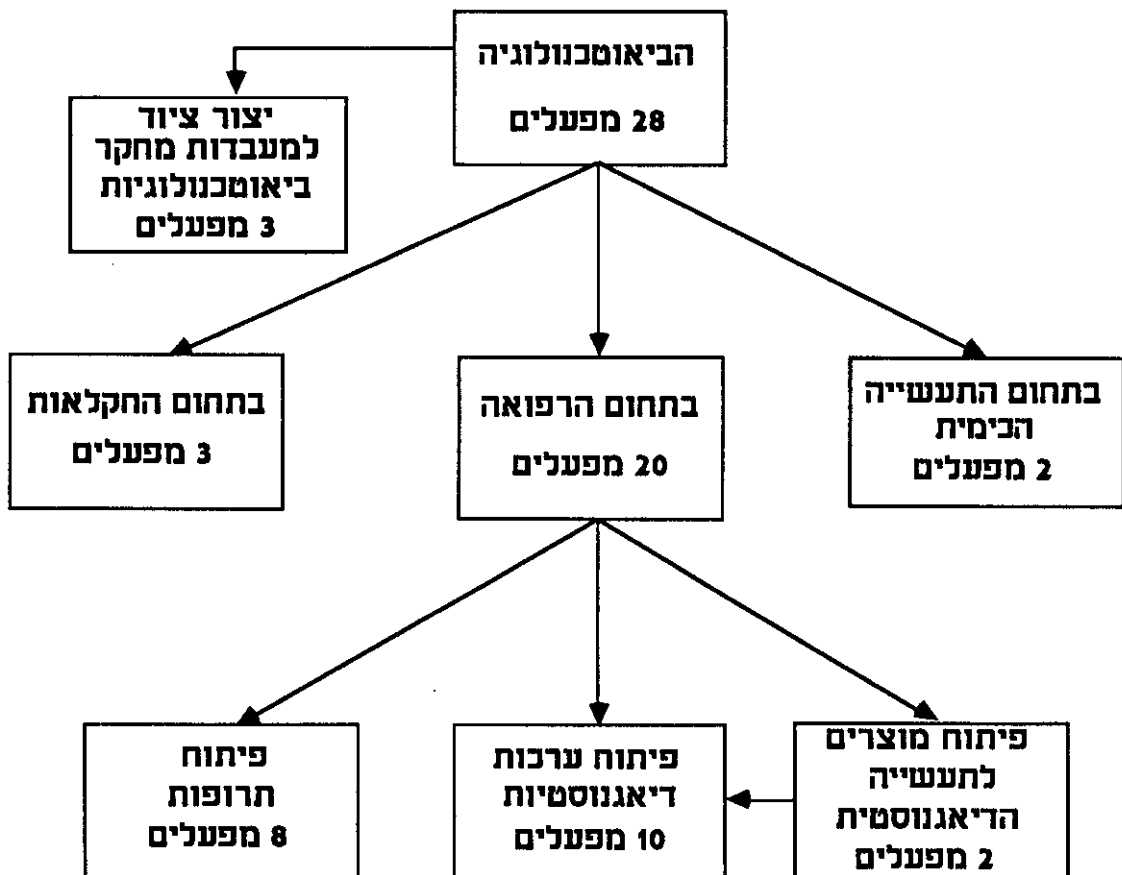 הביאוטכנולוגיה
28 מפעלים
יצור ציוד
למעבדות מחקר
ביאוטכנולוגיות
3 מפעלים
בתחום התעשייה
הכימית
2 מפעלים
בתחום הרפואה
20 מפעלים
בתחום החקלאות
3 מפעלים
פיתוח מוצרים
לתעשייה
הדיאגנוסטית
2 מפעלים
פיתוח ערכות
דיאגנוסטיות
10 מפעלים
פיתוח
תרופות
8 מפעלים